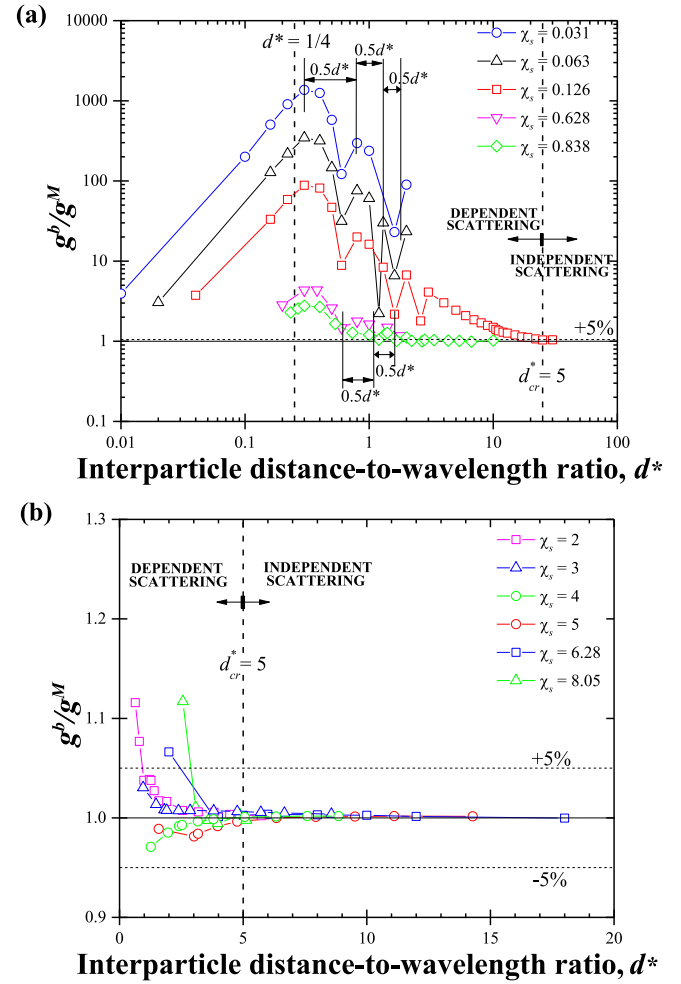 (a)
d* = 1/4
0.5d*
0.5d*
0.5d*
χs = 0.031
χs = 0.063
χs = 0.126
χs = 0.628
χs = 0.838
1000
100
10
1
0.1
g^b/g^M
DEPENDENT
SCATTERING
INDEPENDENT
SCATTERING
+5%
d*cr = 5
0.5d*
0.5d*
0.01
0.1
1
10
100
Interparticle distance-to-wavelength ratio, d*
(b)
1.3
1.2
1.1
1.0
0.9
g^b/g^M
DEPENDENT
SCATTERING
INDEPENDENT
SCATTERING
d*cr = 5
χs = 2
χs = 3
χs = 4
χs = 5
χs = 6.28
χs = 8.05
+5%
-5%
0
5
10
15
20
Interparticle distance-to-wavelength ratio, d*